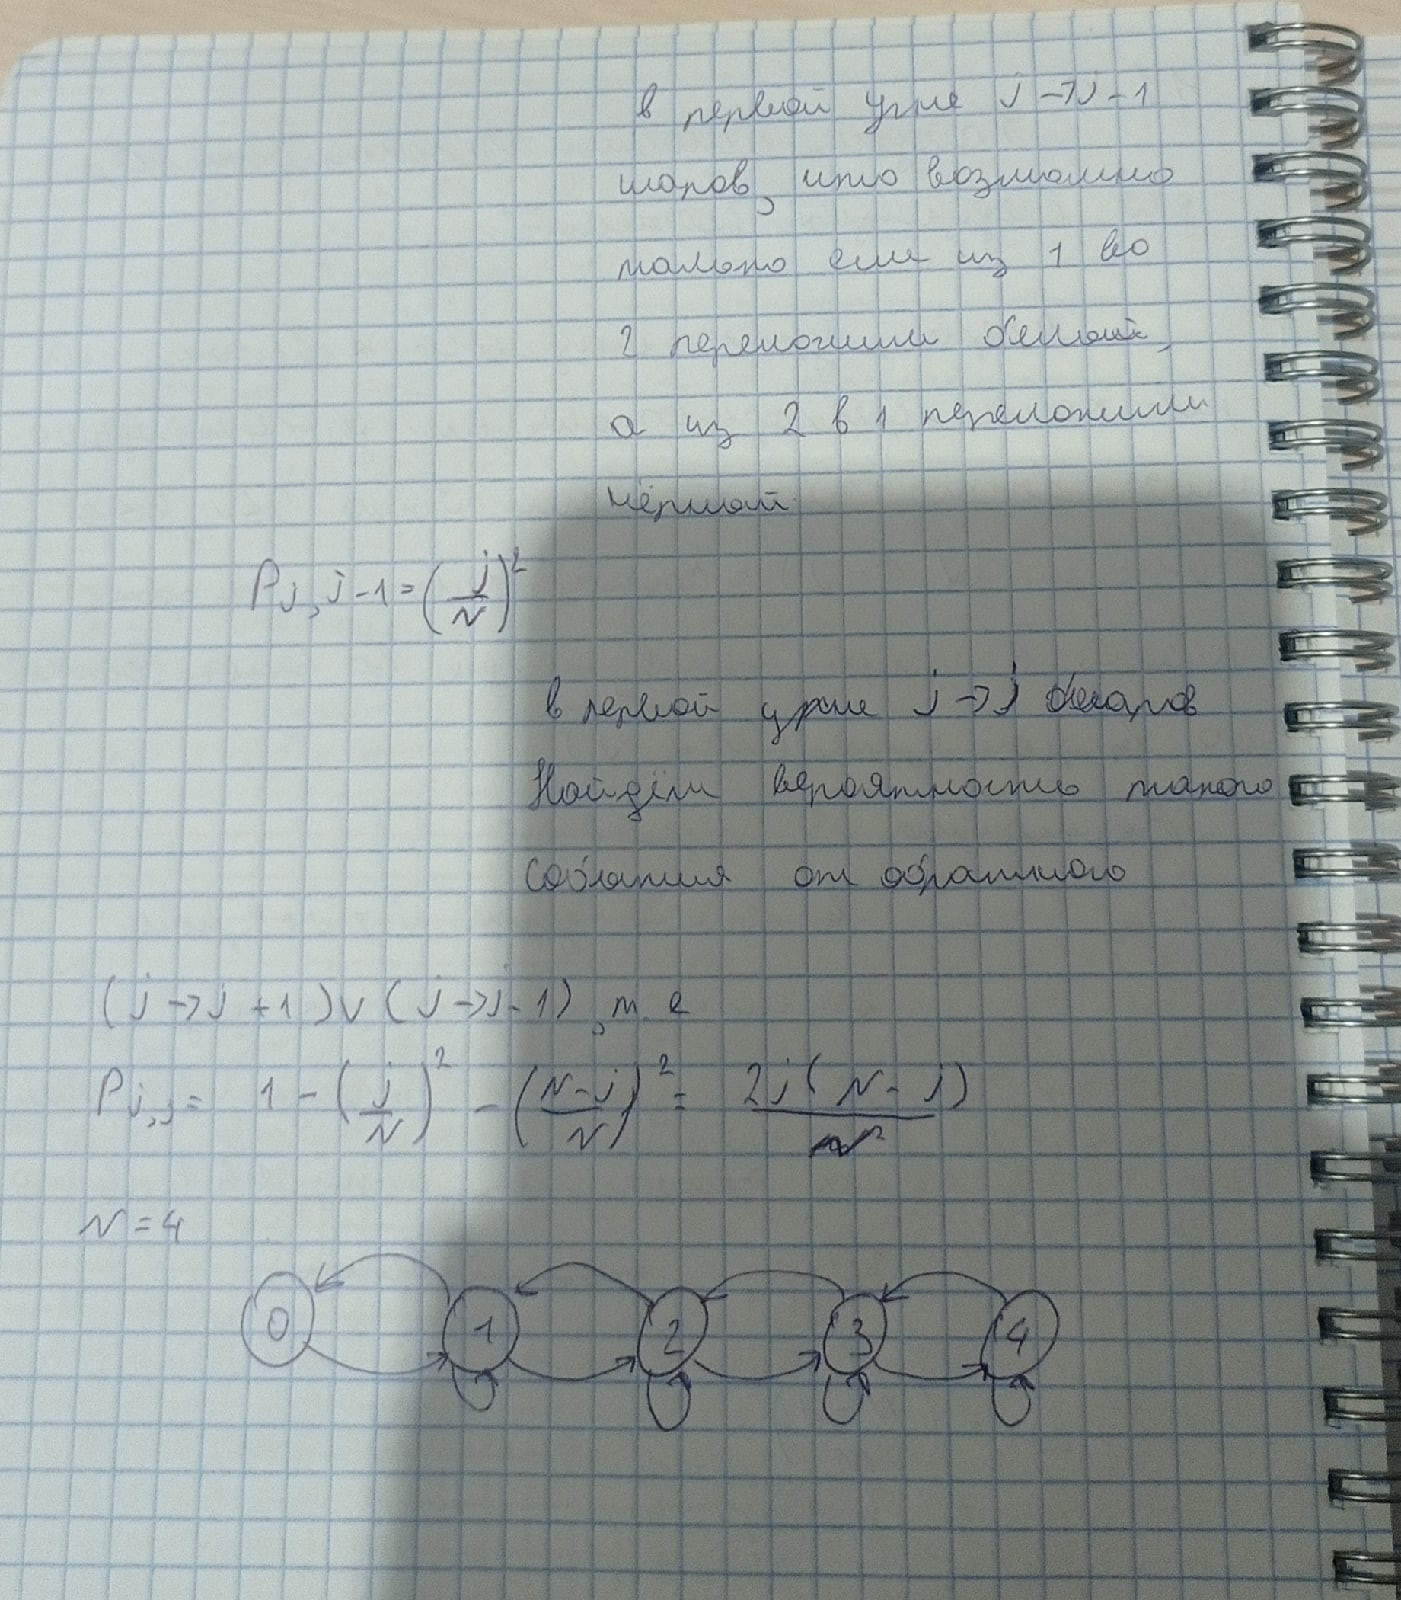 в первой урне j → j - 1
шаров, что возможно
только если из 1 во
2 переложили белый,
а из 2 в 1 переложили
чёрный
P j, j - 1 = (j/N)²
в первой урне j → j шаров
Найдём вероятность такого
события от обратного
(j → j + 1) ∨ (j → j - 1), т. е
P j, j = 1 - (j/N)² - ((N - j)/N)² = 2j(N - j)/N²
N = 4
0 1 2 3 4